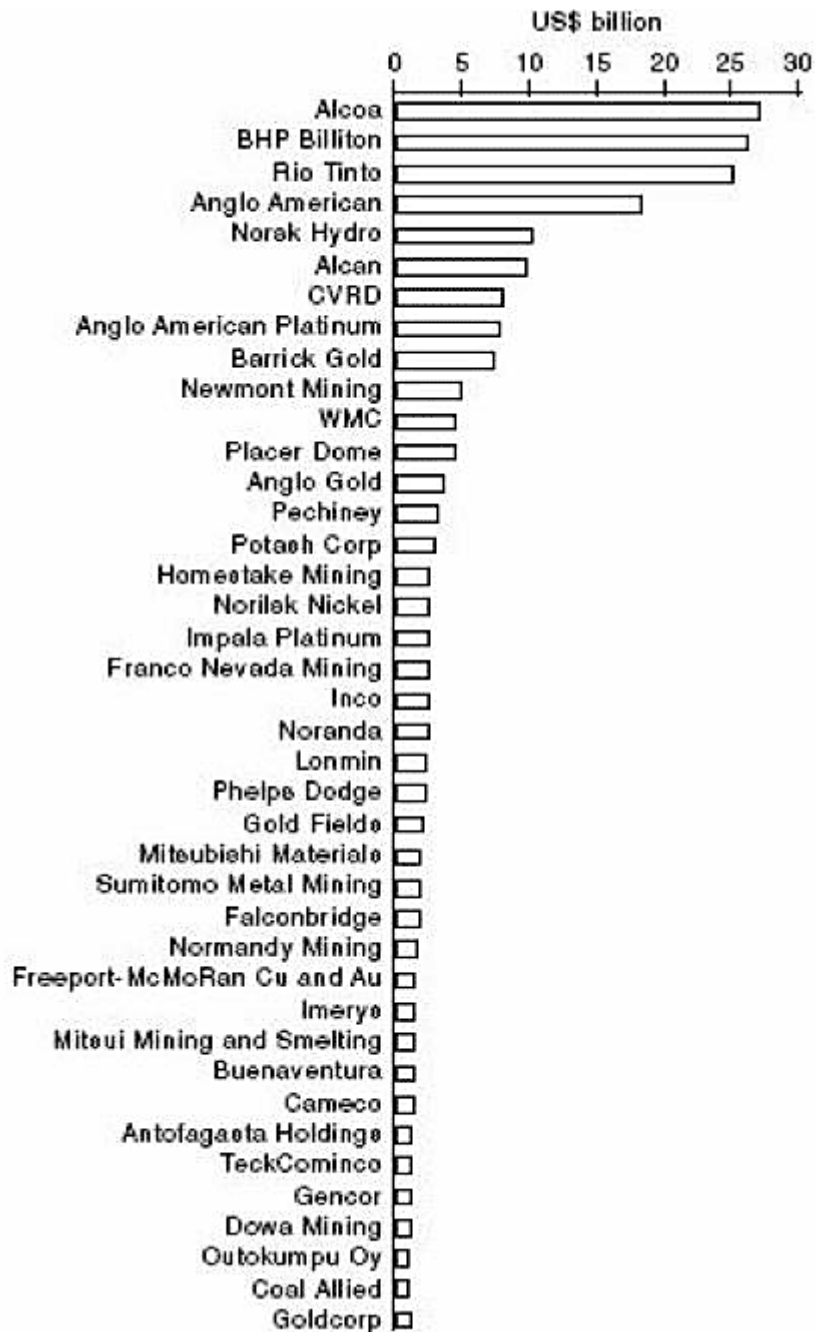 US$ billion
0 5 10 15 20 25 30
Alcoa
BHP Billiton
Rio Tinto
Anglo American
Norsk Hydro
Alcan
CVRD
Anglo American Platinum
Barrick Gold
Newmont Mining
WMC
Placer Dome
Anglo Gold
Pechiney
Potash Corp
Homestake Mining
Norilsk Nickel
Impala Platinum
Franco Nevada Mining
Inco
Noranda
Lonmin
Phelps Dodge
Gold Fields
Mitsubishi Materials
Sumitomo Metal Mining
Falconbridge
Normandy Mining
Freeport-McMoRan Cu and Au
Imerys
Mitsui Mining and Smelting
Buenaventura
Cameco
Antofagasta Holdings
TeckCominco
Gencor
Dowa Mining
Outokumpu Oy
Coal Allied
Goldcorp